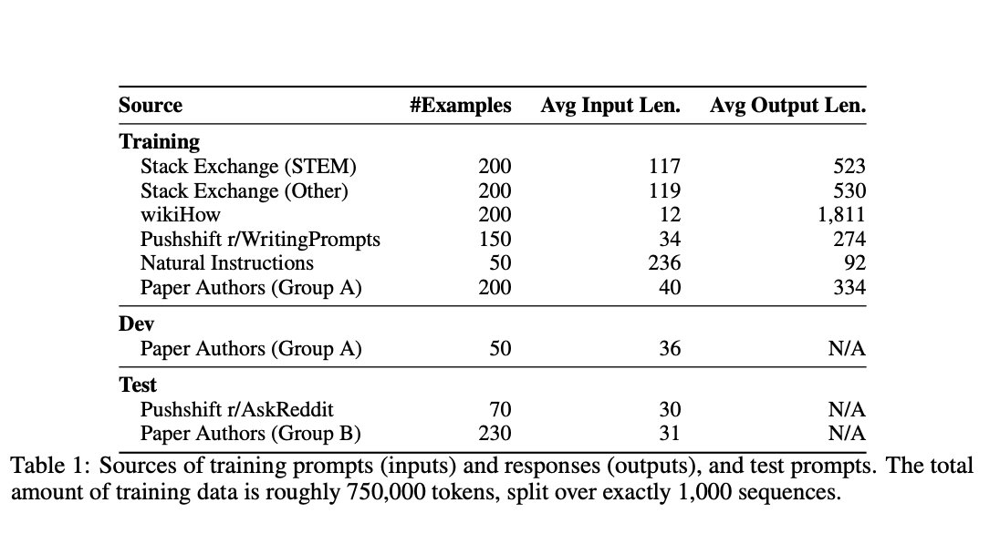 Source #Examples Avg Input Len. Avg Output Len.
Training
Stack Exchange (STEM) 200 117 523
Stack Exchange (Other) 200 119 530
wikiHow 200 12 1,811
Pushshift r/WritingPrompts 150 34 274
Natural Instructions 50 236 92
Paper Authors (Group A) 200 40 334
Dev
Paper Authors (Group A) 50 36 N/A
Test
Pushshift r/AskReddit 70 30 N/A
Paper Authors (Group B) 230 31 N/A
Table 1: Sources of training prompts (inputs) and responses (outputs), and test prompts. The total
amount of training data is roughly 750,000 tokens, split over exactly 1,000 sequences.